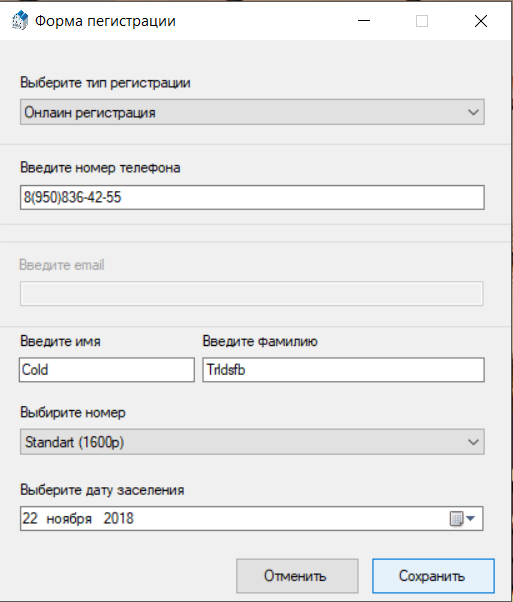 Форма пегистрации
Выберите тип регистрации
Онлаин регистрация
Введите номер телефона
8(950)836-42-55
Введите email
Введите имя Введите фамилию
Cold Trldsfb
Выбирите номер
Standart (1600р)
Выберите дату заселения
22 ноября 2018
Отменить Сохранить